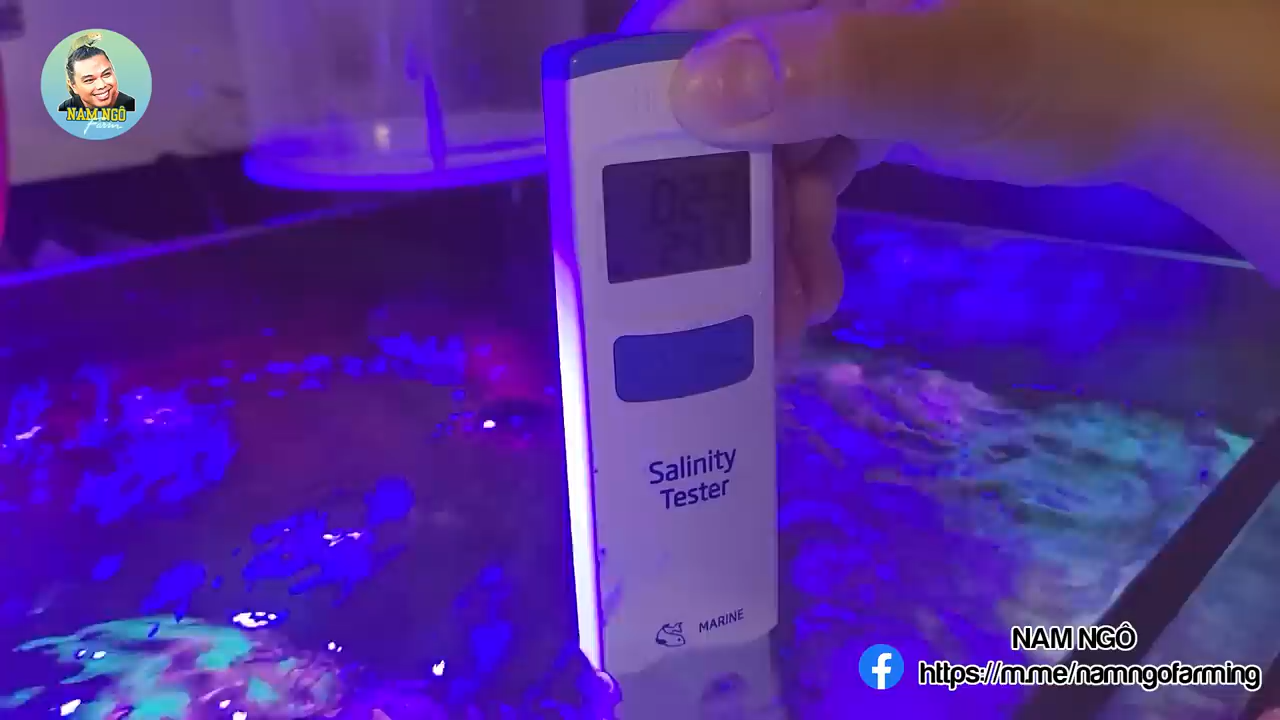 NAM NGÔ
Farm
Salinity
Tester
MARINE
NAM NGÔ
https://m.me/namngofarming